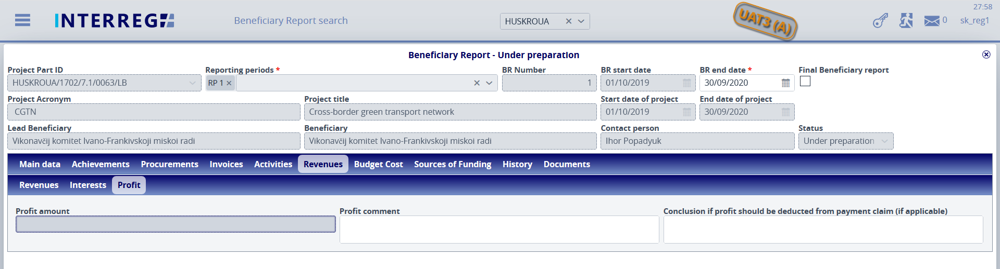 27:58
INTERREG
Beneficiary Report search
HUSKROUA
UAT3 (A)
0
sk_reg1
Beneficiary Report - Under preparation
Project Part ID
Reporting periods *
BR Number
BR start date
BR end date *
Final Beneficiary report
HUSKROUA/1702/7.1/0063/LB
RP 1
1
01/10/2019
30/09/2020
Project Acronym
Project title
Start date of project
End date of project
CGTN
Cross-border green transport network
01/10/2019
30/09/2020
Lead Beneficiary
Beneficiary
Contact person
Status
Vikonavčij komitet Ivano-Frankivskoji miskoi radi
Vikonavčij komitet Ivano-Frankivskoji miskoi radi
Ihor Popadyuk
Under preparation
Main data Achievements Procurements Invoices Activities Revenues Budget Cost Sources of Funding History Documents
Revenues Interests Profit
Profit amount
Profit comment
Conclusion if profit should be deducted from payment claim (if applicable)